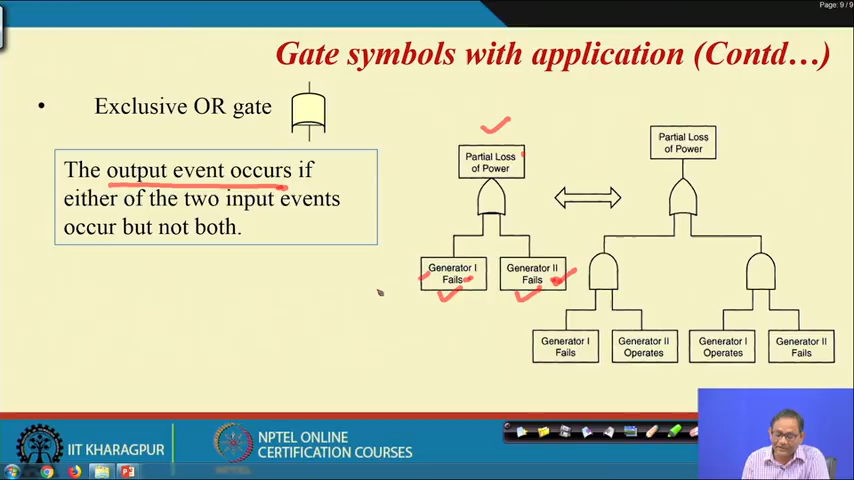 Page: 9 / 9
Gate symbols with application (Contd…)
• Exclusive OR gate
The output event occurs if
either of the two input events
occur but not both.
Partial Loss
of Power
Generator I
Fails
Generator II
Fails
Partial Loss
of Power
Generator I
Fails
Generator II
Operates
Generator I
Operates
Generator II
Fails
IIT KHARAGPUR
NPTEL ONLINE
CERTIFICATION COURSES